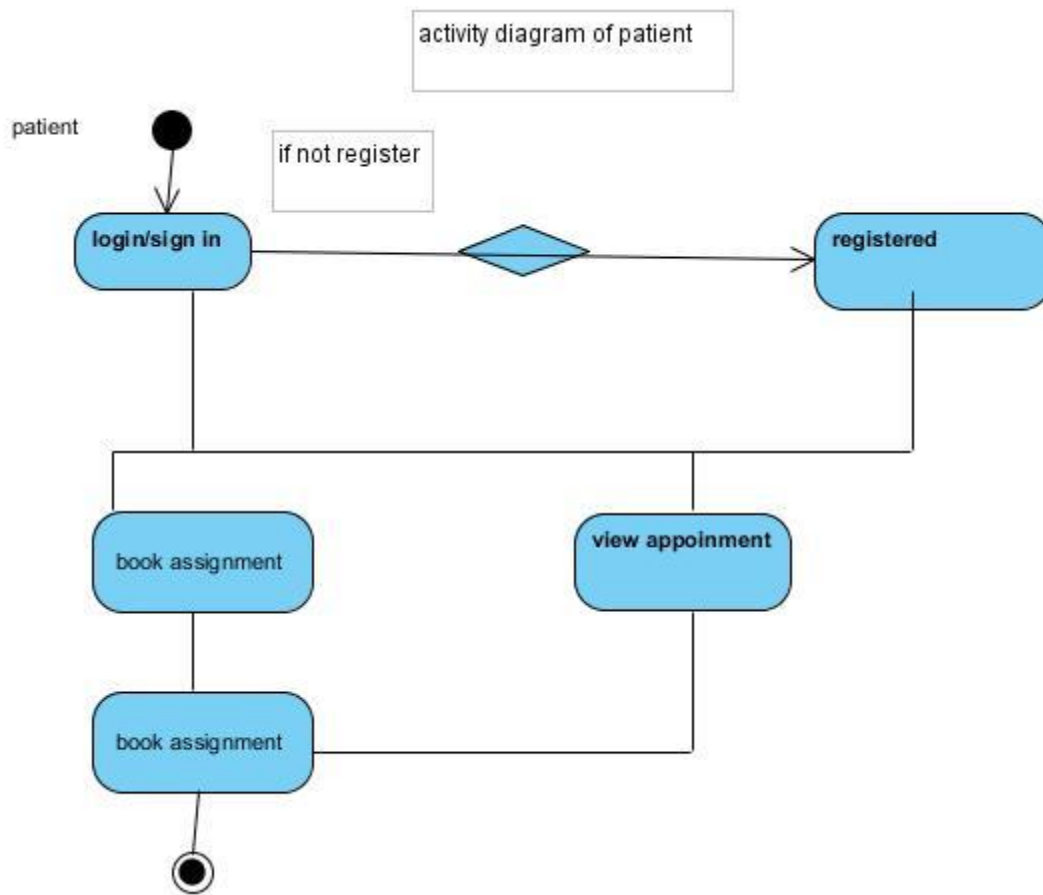 activity diagram of patient
patient
if not register
login/sign in
registered
book assignment
view appoinment
book assignment